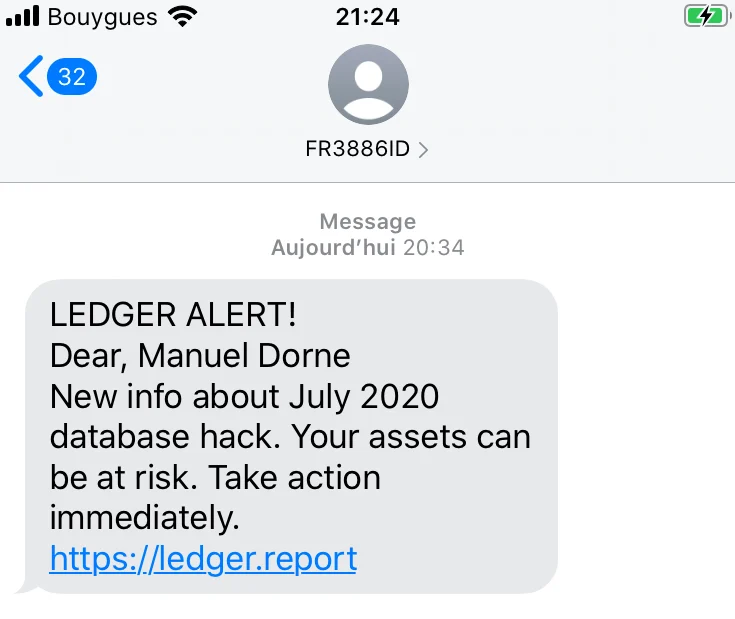 Bouygues 21:24
32
FR3886ID
Message
Aujourd’hui 20:34
LEDGER ALERT!
Dear, Manuel Dorne
New info about July 2020
database hack. Your assets can
be at risk. Take action
immediately.
https://ledger.report